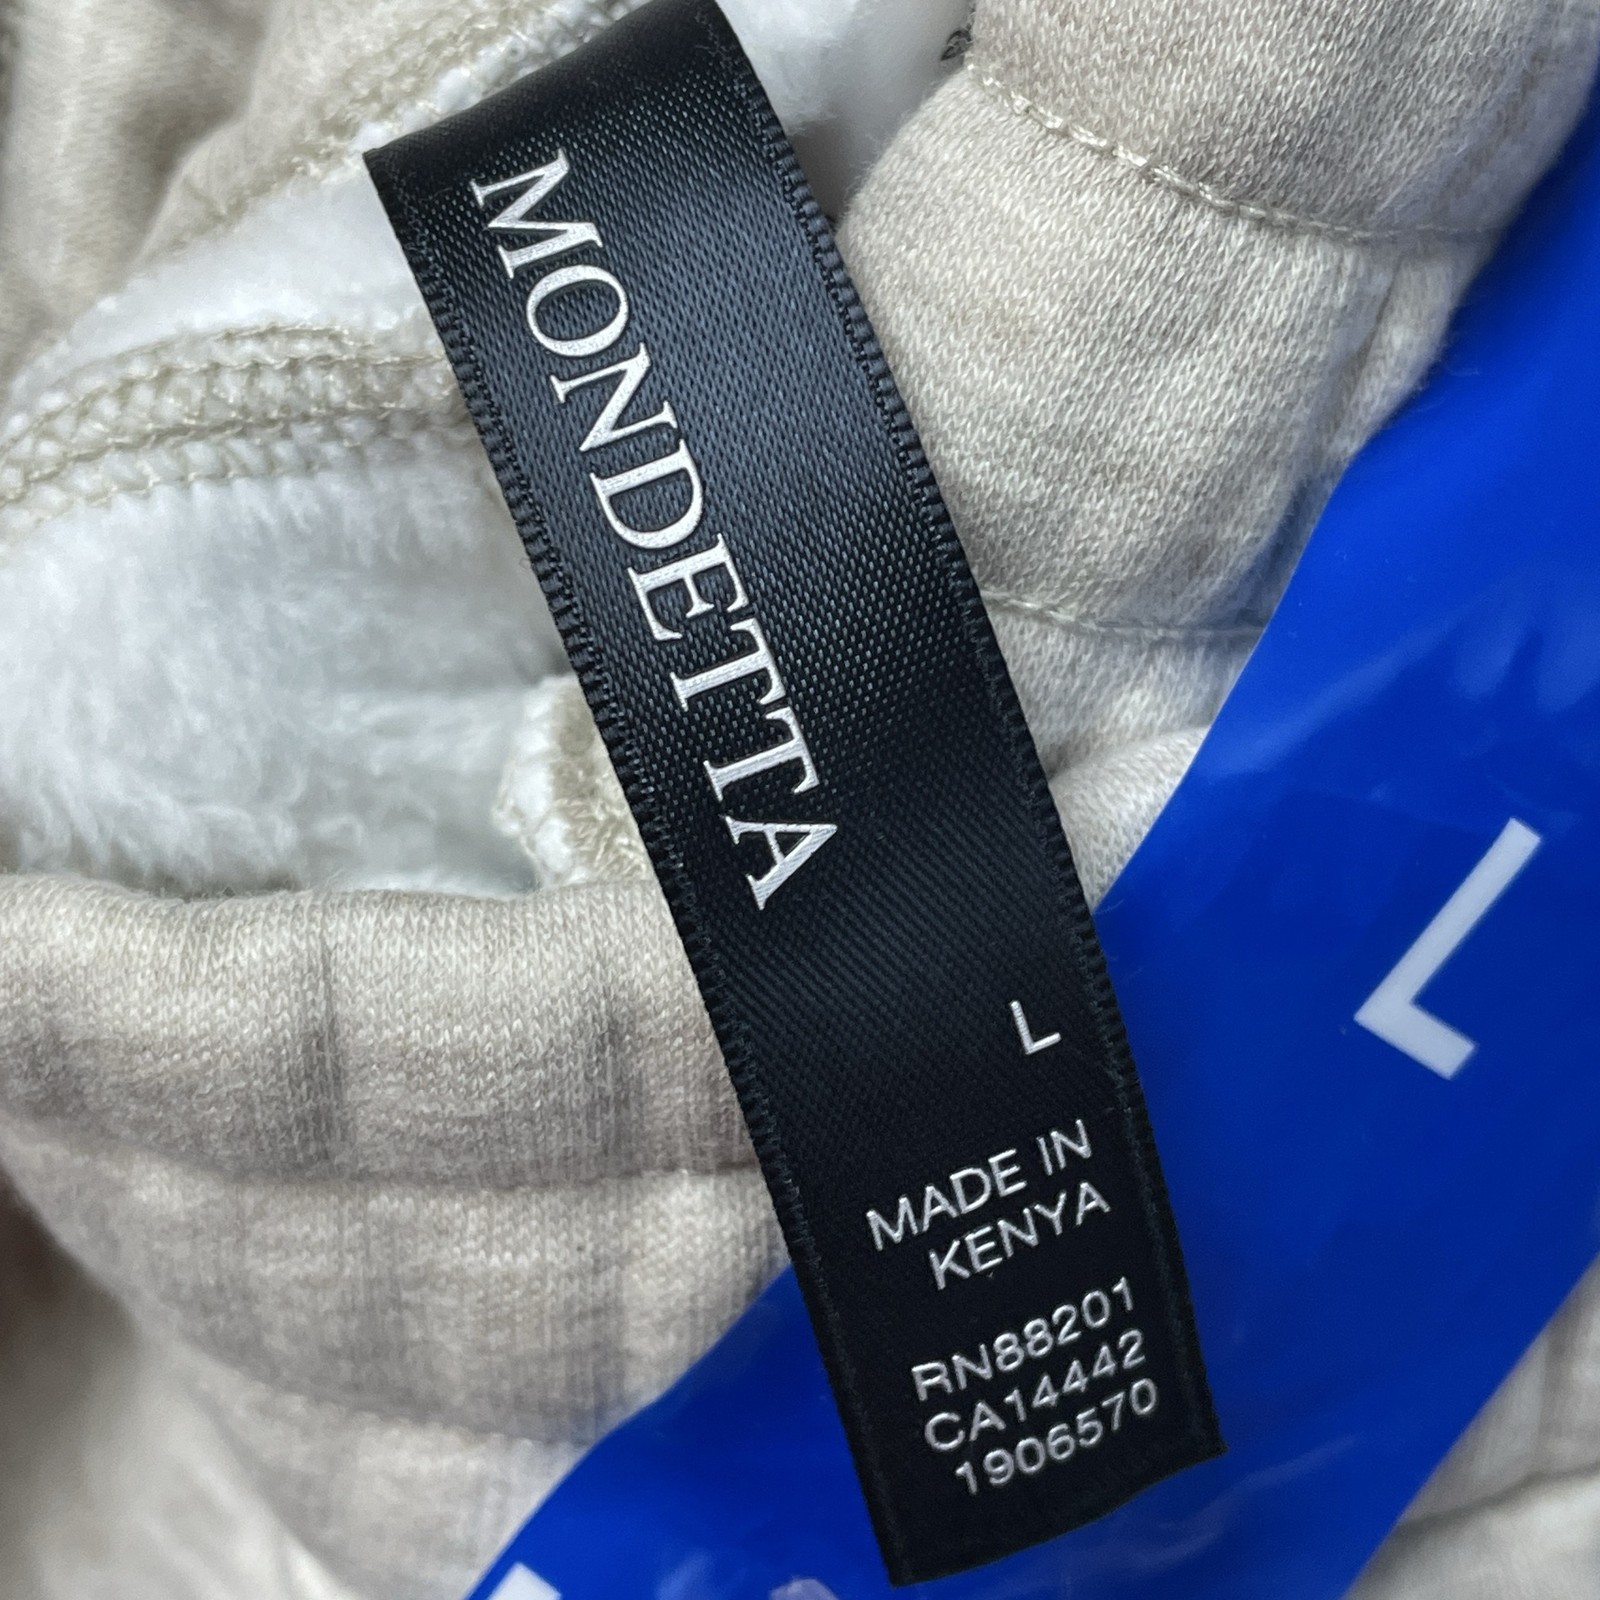 MONDETTA
L
MADE IN
KENYA
RN88201
CA14442
1906570
L